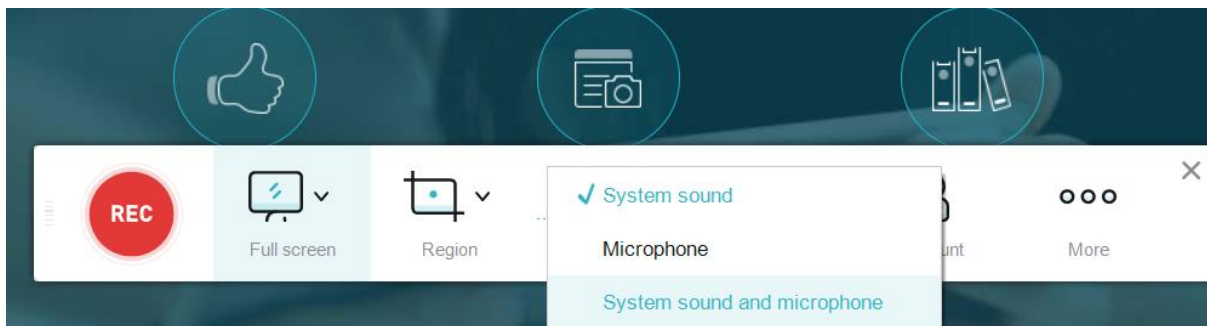 REC
Full screen
Region
System sound
Microphone
System sound and microphone
More